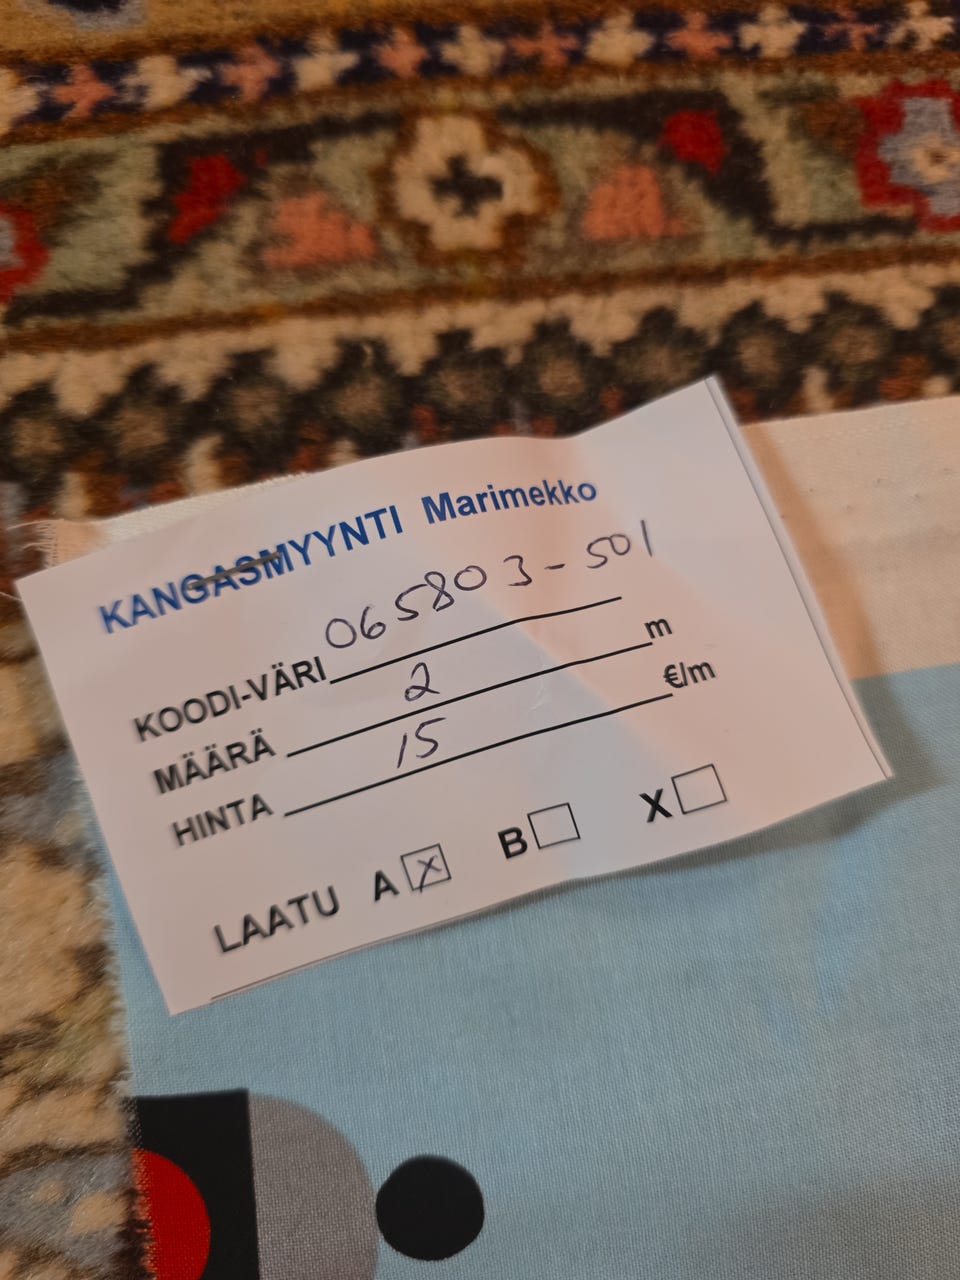 KANGASMYYNTI Marimekko
KOODI-VÄRI 065803-501
MÄÄRÄ 2 m
HINTA 15 €/m
LAATU A x B X